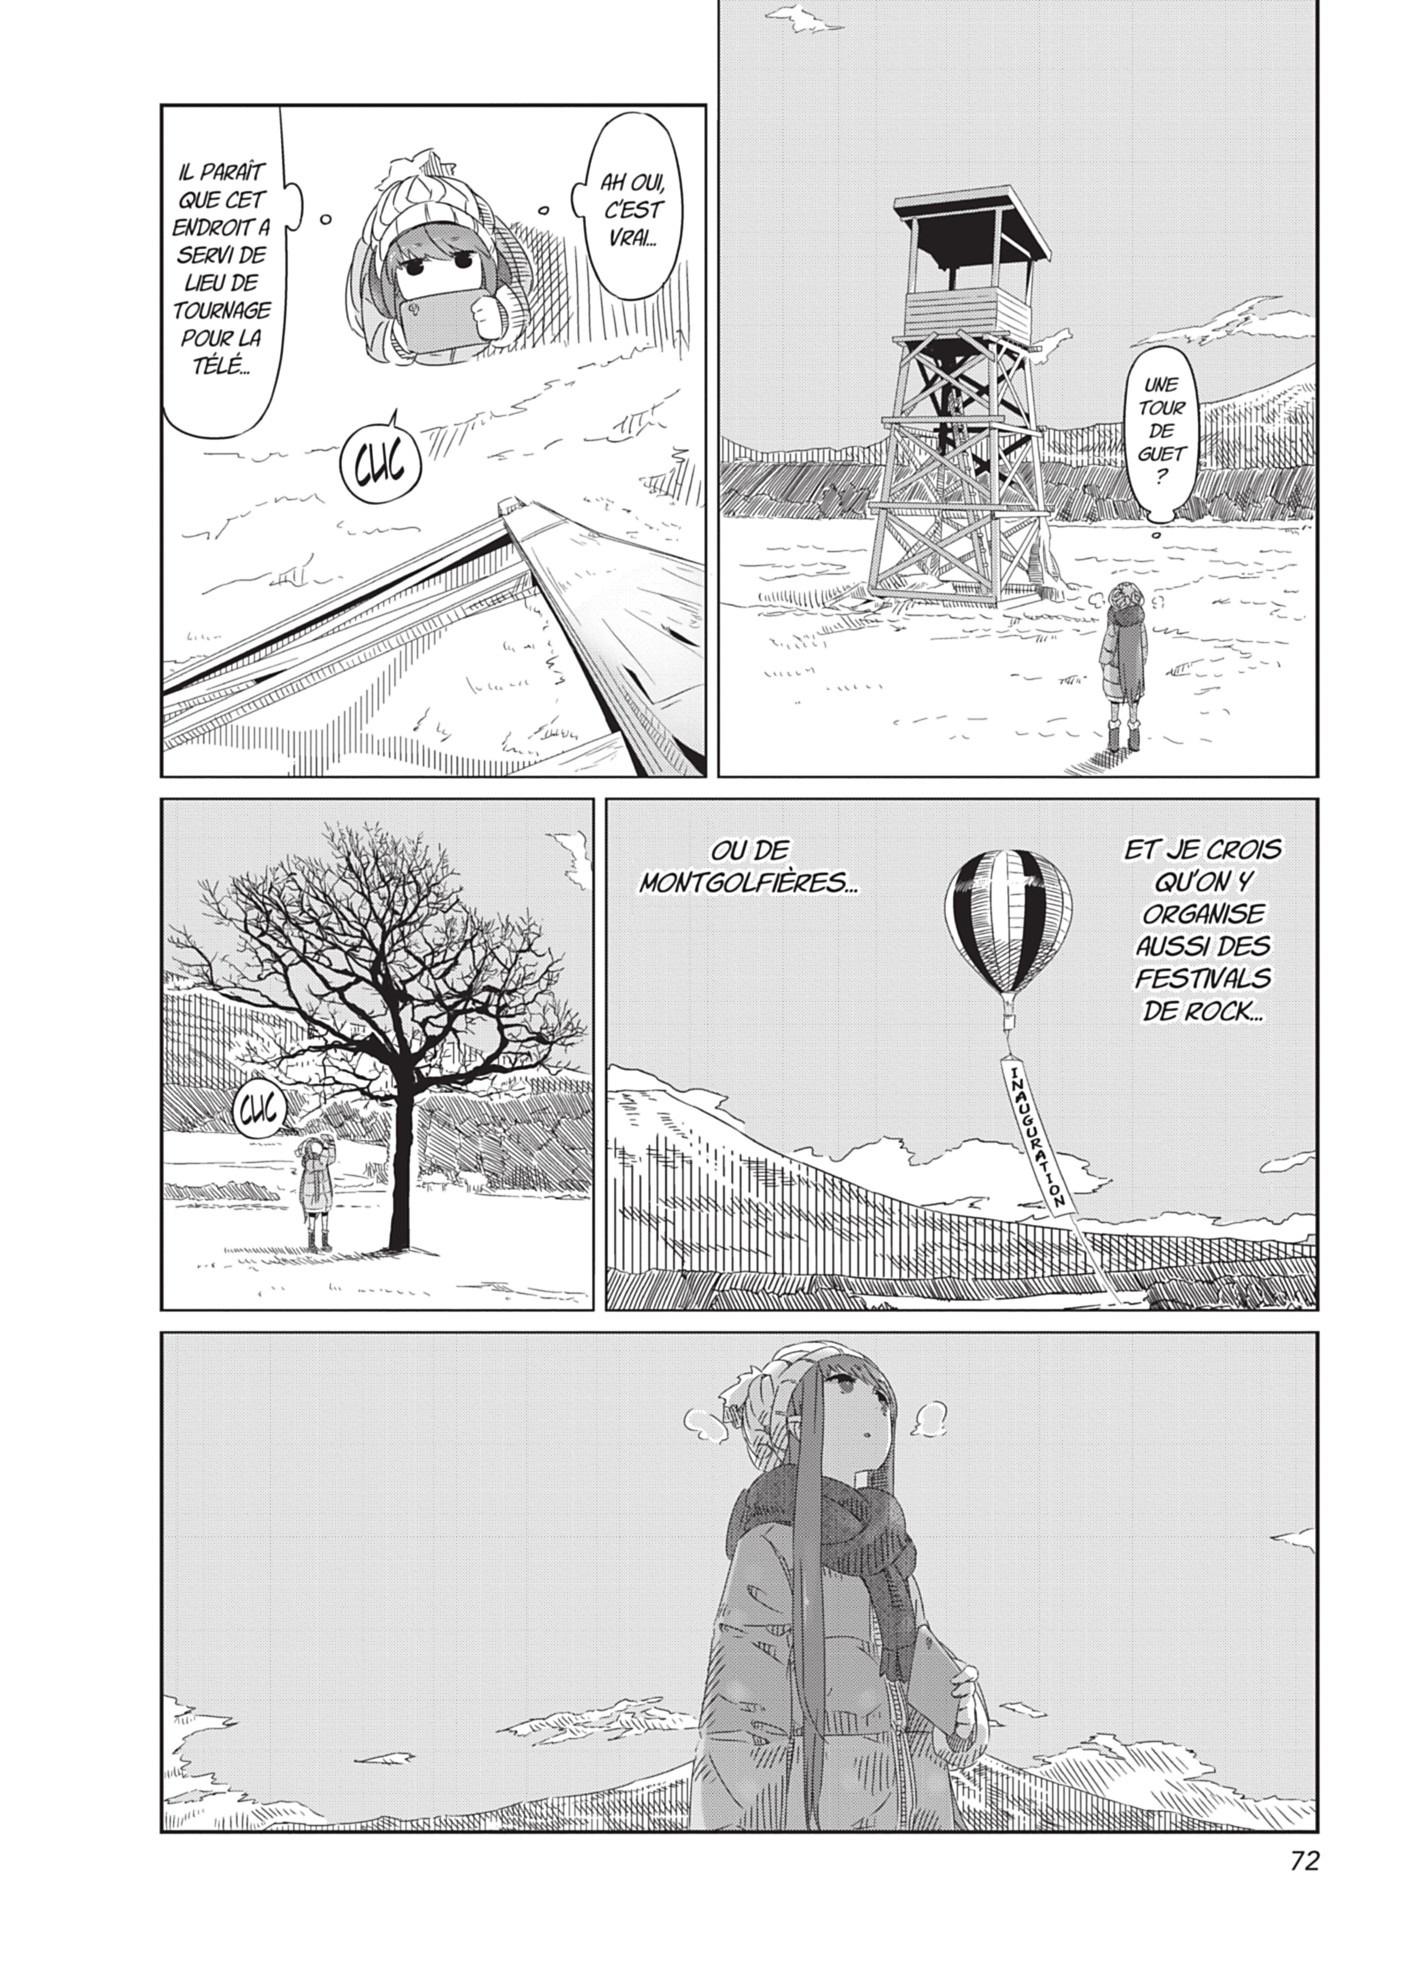 UNE
TOUR
DE
GUET
?
AH OUI,
C'EST
VRAI...
IL PARAÎT
QUE CET
ENDROIT A
SERVI DE
LIEU DE
TOURNAGE
POUR LA
TÉLÉ...
CLIC
ET JE CROIS
QU'ON Y
ORGANISE
AUSSI DES
FESTIVALS
DE ROCK...
OU DE
MONTGOLFIÈRES...
INAUGURATION
CLIC
72